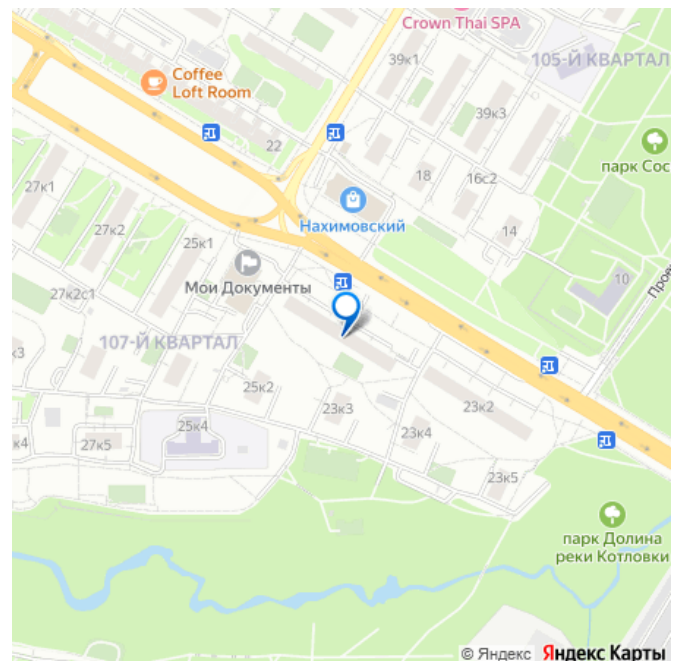 Crown Thai SPA
39к1
105-Й КВАРТАЛ
Coffee
Loft Room
39к3
22
парк Сос
18
16с2
27к1
Нахимовский
14
27к2
25к1
10
Прое
Мои Документы
27к2с1
107-Й КВАРТАЛ
к3
25к2
23к3
23к2
25к4
23к4
к4
27к5
23к5
парк Долина
реки Котловки
© Яндекс Яндекс Карты